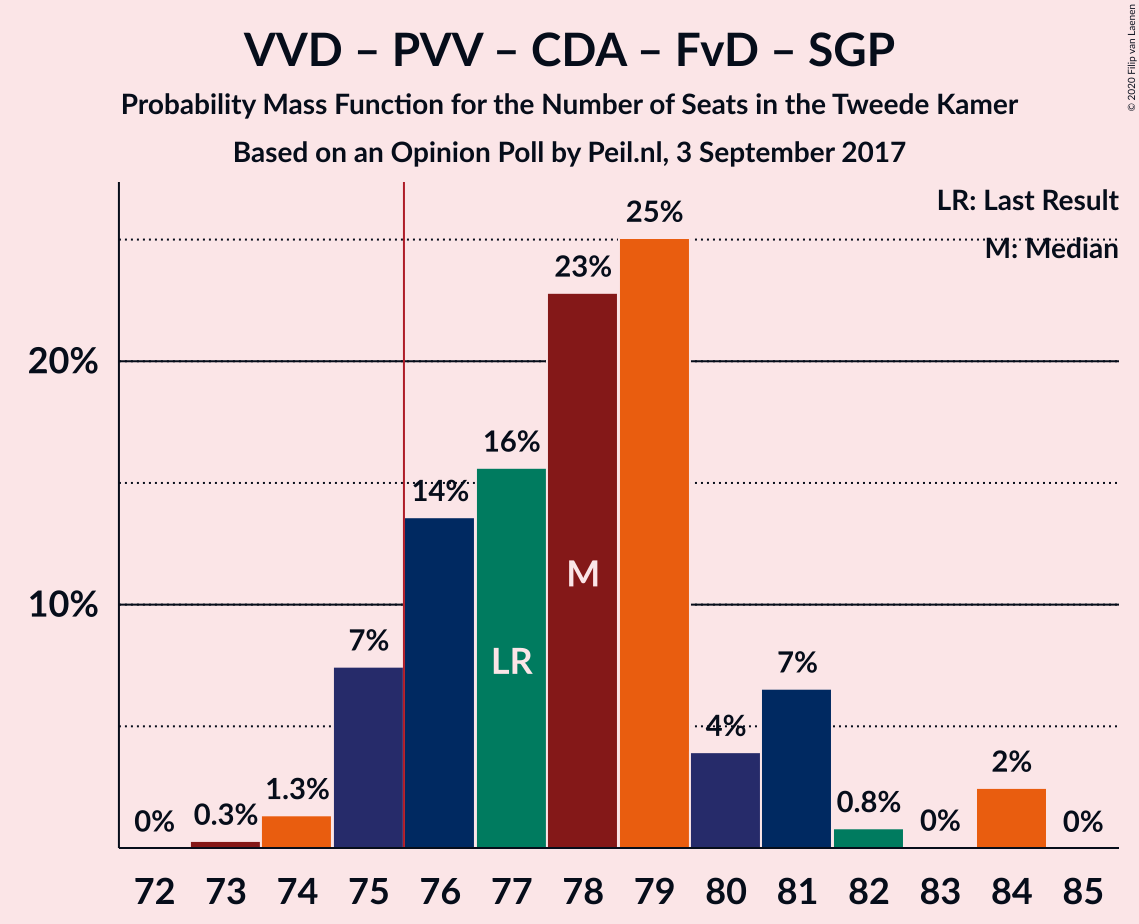 VVD – PVV – CDA – FvD – SGP
Probability Mass Function for the Number of Seats in the Tweede Kamer
Based on an Opinion Poll by Peil.nl, 3 September 2017
© 2020 Filip van Laenen
LR: Last Result
M: Median
20%
10%
0%
0.3%
1.3%
7%
14%
16%
23%
25%
4%
7%
0.8%
0%
2%
0%
LR
M
72 73 74 75 76 77 78 79 80 81 82 83 84 85